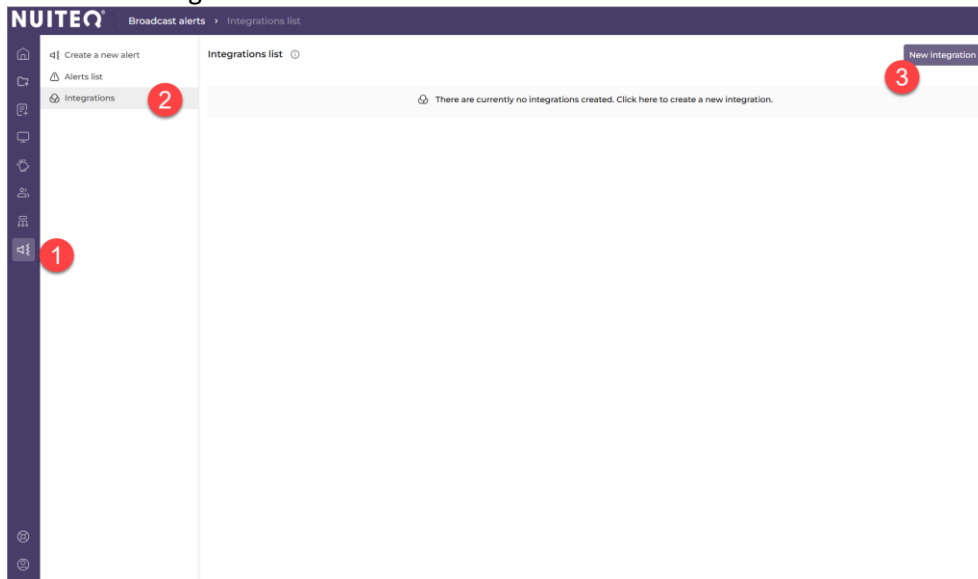 NUITEQ
Broadcast alerts › Integrations list
Create a new alert
Alerts list
Integrations
2
Integrations list
New integration
3
There are currently no integrations created. Click here to create a new integration.
1